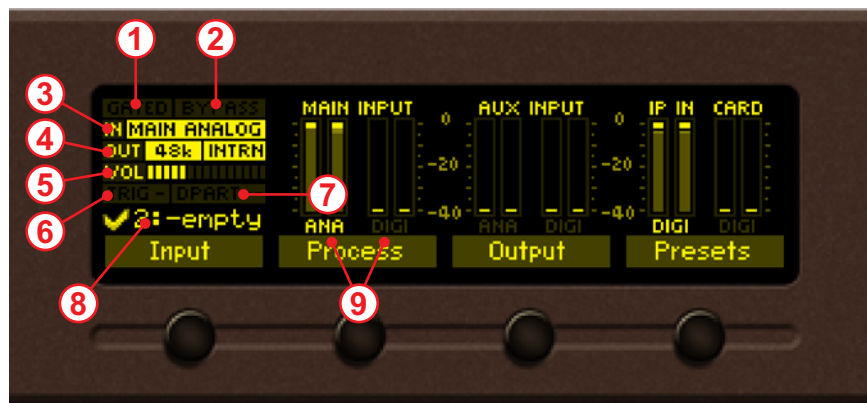 1
2
3
4
5
6
7
8
9
GATED BYPASS
IN MAIN ANALOG
OUT 48k INTRN
VOL
TRIG - DPART
✔2:-empty
MAIN INPUT
0
-20
-40
ANA DIGI
AUX INPUT
0
-20
-40
ANA DIGI
IP IN CARD
DIGI
Input
Process
Output
Presets